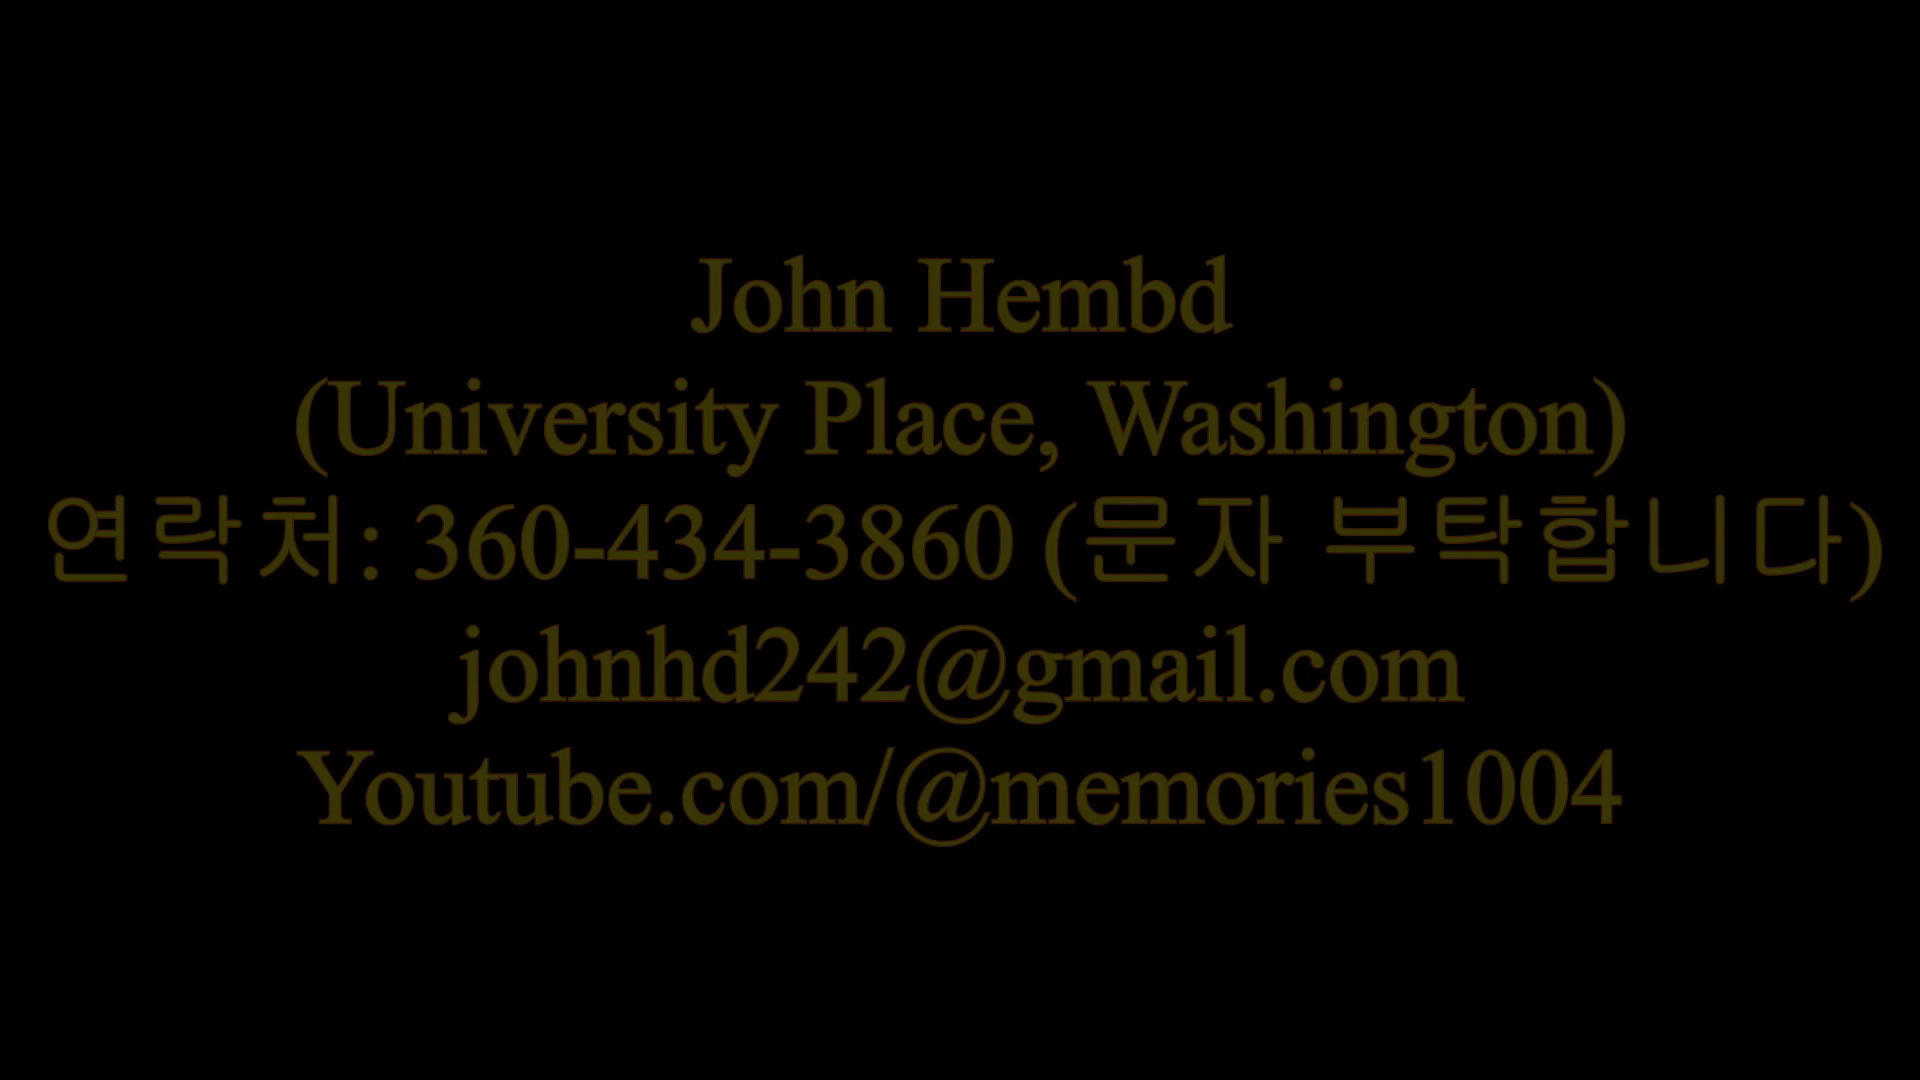 John Hembd
(University Place, Washington)
연락처: 360-434-3860 (문자 부탁합니다)
johnhd242@gmail.com
Youtube.com/@memories1004